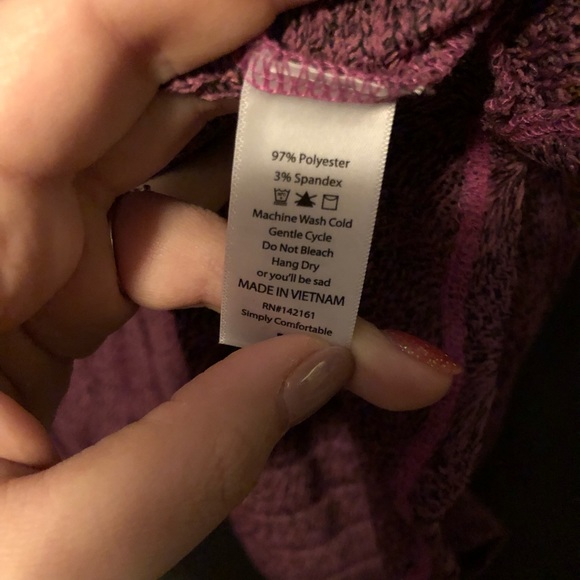 97% Polyester
3% Spandex
Machine Wash Cold
Gentle Cycle
Do Not Bleach
Hang Dry
or you'll be sad
MADE IN VIETNAM
RN#142161
Simply Comfortable